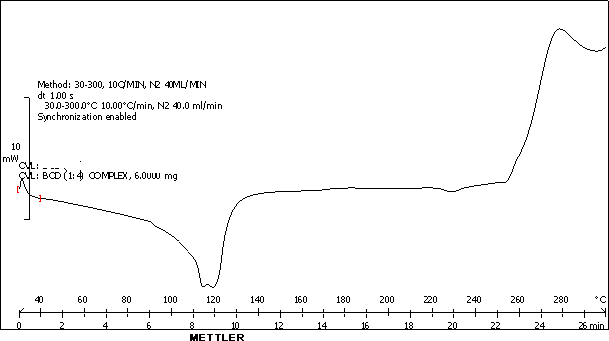 Method: 30-300, 10C/MIN, N2 40ML/MIN
dt 1.00 s
30.0-300.0°C 10.00°C/min, N2 40.0 ml/min
Synchronization enabled
10
mW
CVL:
CVL: BCD (1:4) COMPLEX, 6.0000 mg
40 60 80 100 120 140 160 180 200 220 240 260 280 °C
0 2 4 6 8 10 12 14 16 18 0 22 24 26 min
METTLER